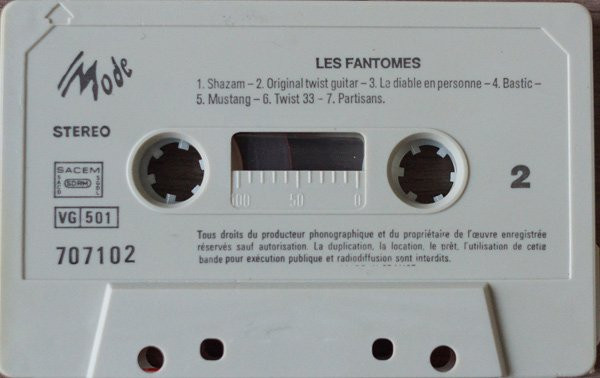 Mode
LES FANTOMES
1. Shazam – 2. Original twist guitar – 3. Le diable en personne – 4. Bastic –
5. Mustang – 6. Twist 33 – 7. Partisans.
STEREO
SACEM
SACD
SDRM
SGDL
VG 501
707102
100 50 0
2
Tous droits du producteur phonographique et du propriétaire de l'œuvre enregistrée
réservés sauf autorisation. La duplication, la location, le prêt, l'utilisation de cette
bande pour exécution publique et radiodiffusion sont interdits.